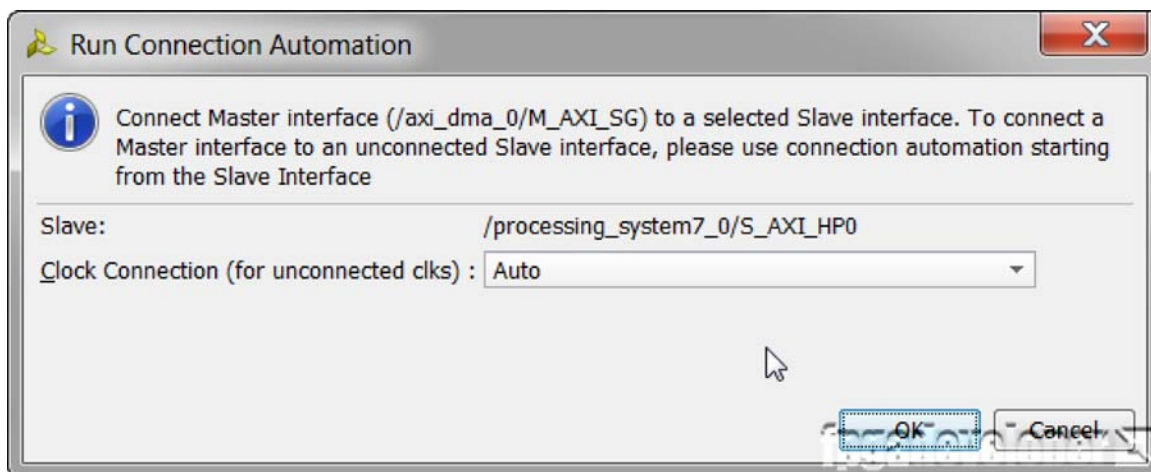 Run Connection Automation
Connect Master interface (/axi_dma_0/M_AXI_SG) to a selected Slave interface. To connect a
Master interface to an unconnected Slave interface, please use connection automation starting
from the Slave Interface
Slave: /processing_system7_0/S_AXI_HP0
Clock Connection (for unconnected clks) : Auto
OK Cancel
fpgadeveloper